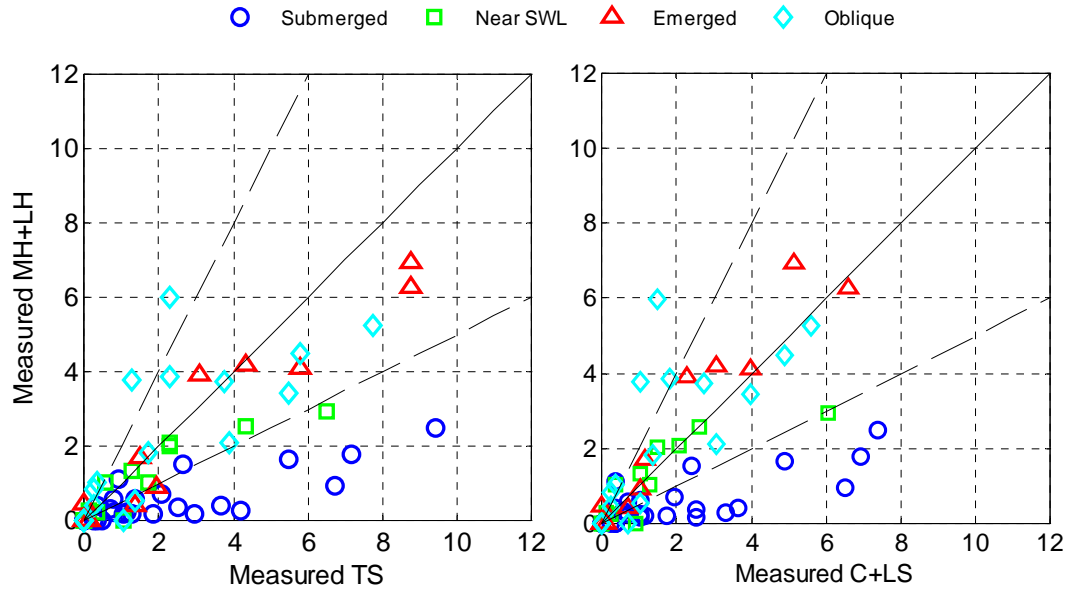 Submerged Near SWL Emerged Oblique
12 12
10 10
8 8
6 6
4 4
2 2
0 0
0 2 4 6 8 10 12 0 2 4 6 8 10 12
Measured MH+LH
Measured TS Measured C+LS